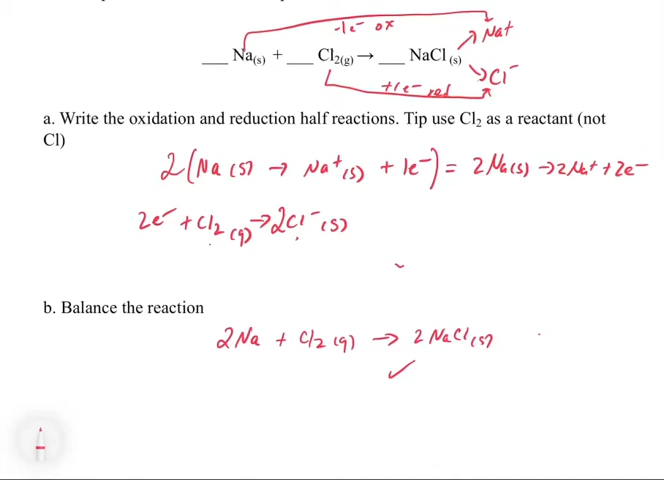 -1e⁻ ox
___ Na(s) + ___ Cl2(g) → ___ NaCl (s)
Na+
Cl⁻
+1e⁻ red
a. Write the oxidation and reduction half reactions. Tip use Cl2 as a reactant (not
Cl)
2(Na(s) → Na+(s) + 1e⁻) = 2Na(s) → 2Na+ + 2e⁻
2e⁻ + Cl2(g) → 2Cl⁻(s)
b. Balance the reaction
2Na + Cl2(g) → 2NaCl(s)